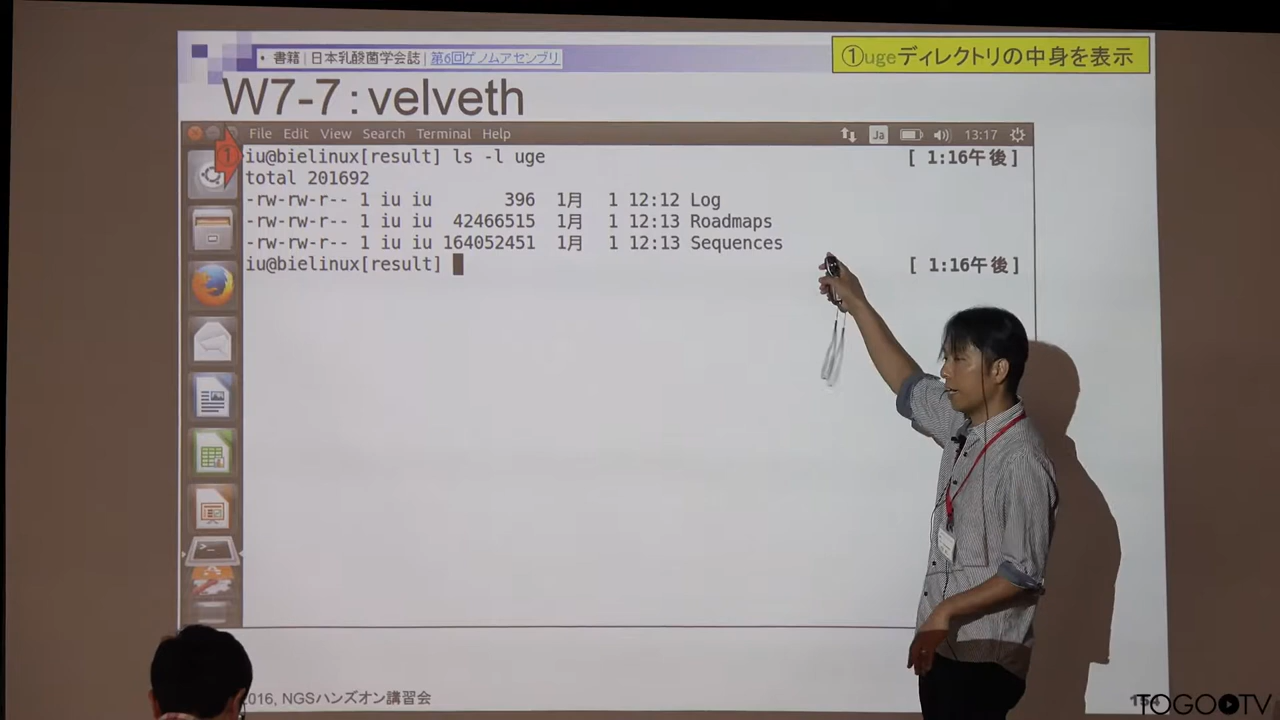 • 書籍 | 日本乳酸菌学会誌 | 第6回ゲノムアセンブリ
①ugeディレクトリの中身を表示
W7-7 : velveth
File Edit View Search Terminal Help
Ja 13:17
①
iu@bielinux[result] ls -l uge [ 1:16午後]
total 201692
-rw-rw-r-- 1 iu iu 396 1月 1 12:12 Log
-rw-rw-r-- 1 iu iu 42466515 1月 1 12:13 Roadmaps
-rw-rw-r-- 1 iu iu 164052451 1月 1 12:13 Sequences
iu@bielinux[result] [ 1:16午後]
2016, NGSハンズオン講習会
TOGOTV